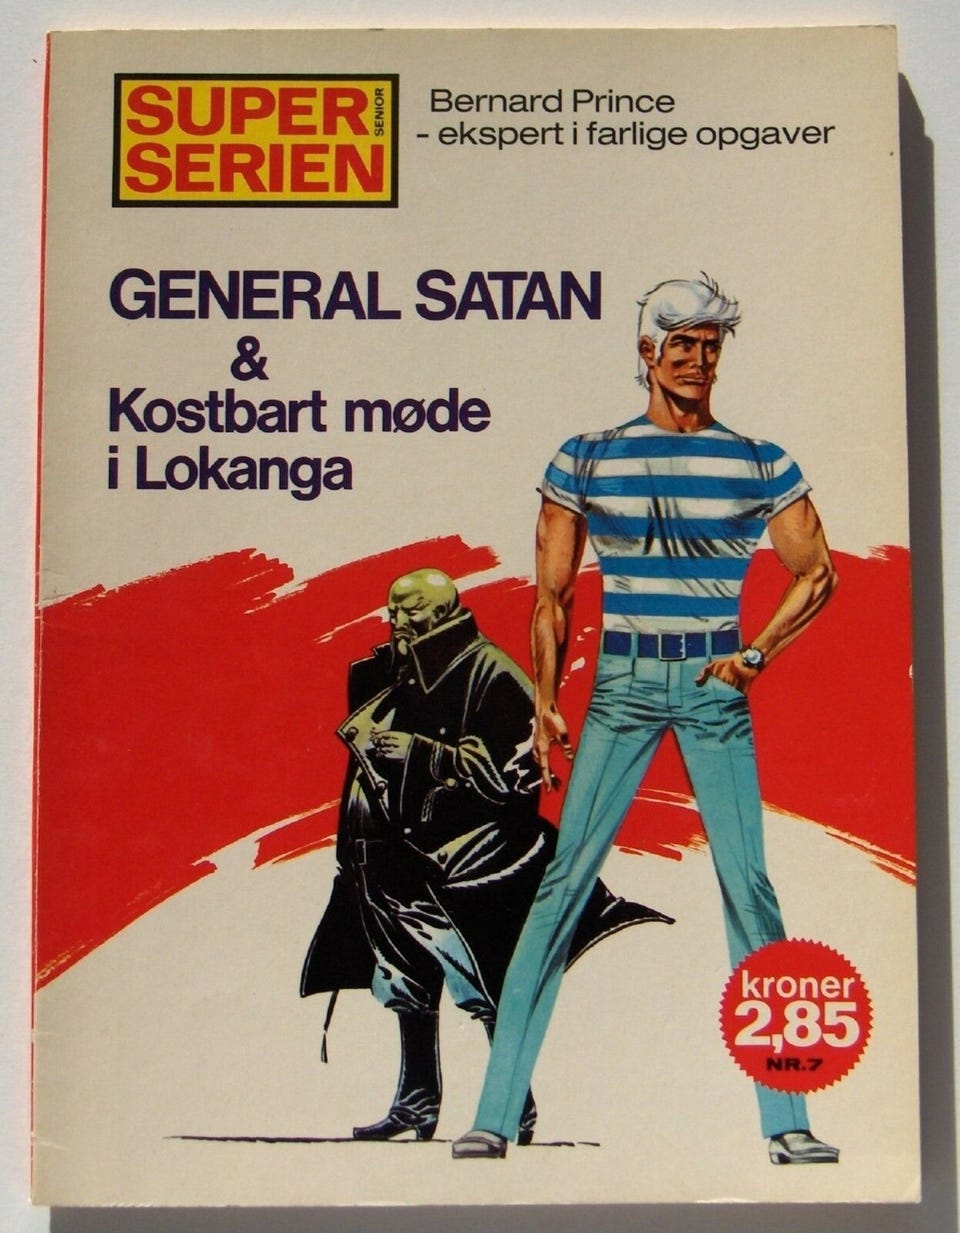 SUPER
SENIOR
SERIEN
Bernard Prince
- ekspert i farlige opgaver
GENERAL SATAN
&
Kostbart møde
i Lokanga
kroner
2,85
NR.7